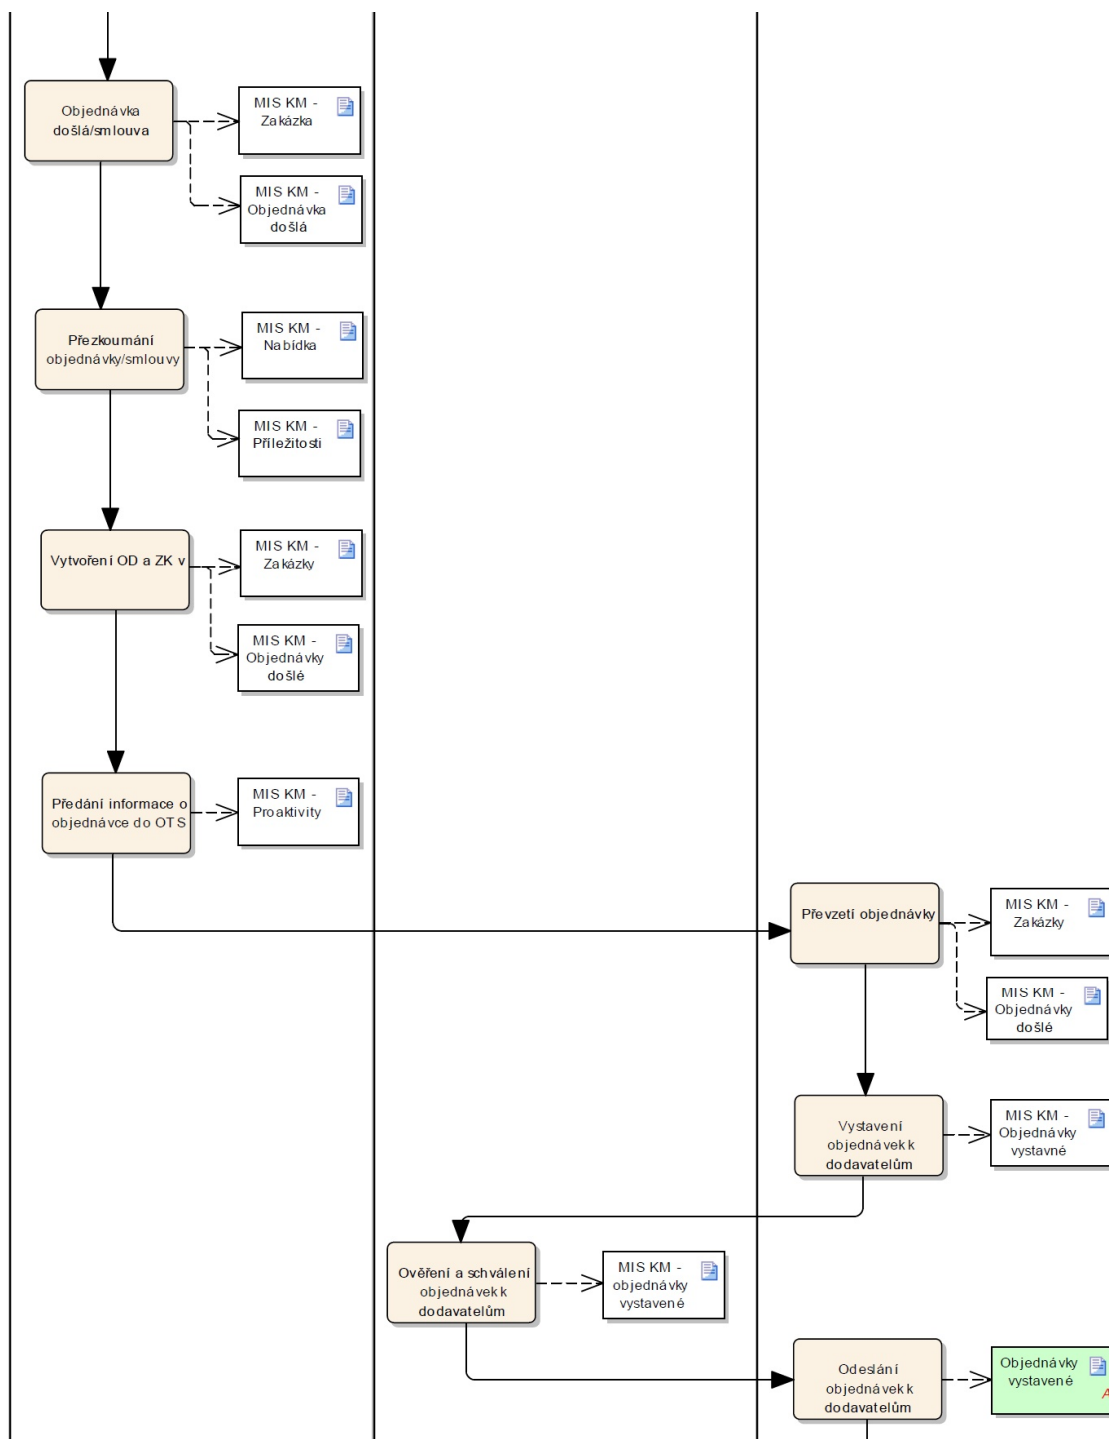 Objednávka
došlá/smlouva
MIS KM -
Zakázka
MIS KM -
Objednávka
došlá
Přezkoumání
objednávky/smlouvy
MIS KM -
Nabídka
MIS KM -
Příležitosti
Vytvoření OD a ZK v
MIS KM -
Zakázky
MIS KM -
Objednávky
došlé
Předání informace o
objednávce do OTS
MIS KM -
Proaktivity
Převzetí objednávky
MIS KM -
Zakázky
MIS KM -
Objednávky
došlé
Vystavení
objednávek k
dodavatelům
MIS KM -
Objednávky
vystavné
Ověření a schválení
objednávek k
dodavatelům
MIS KM -
objednávky
vystavené
Odeslání
objednávek k
dodavatelům
Objednávky
vystavené
A